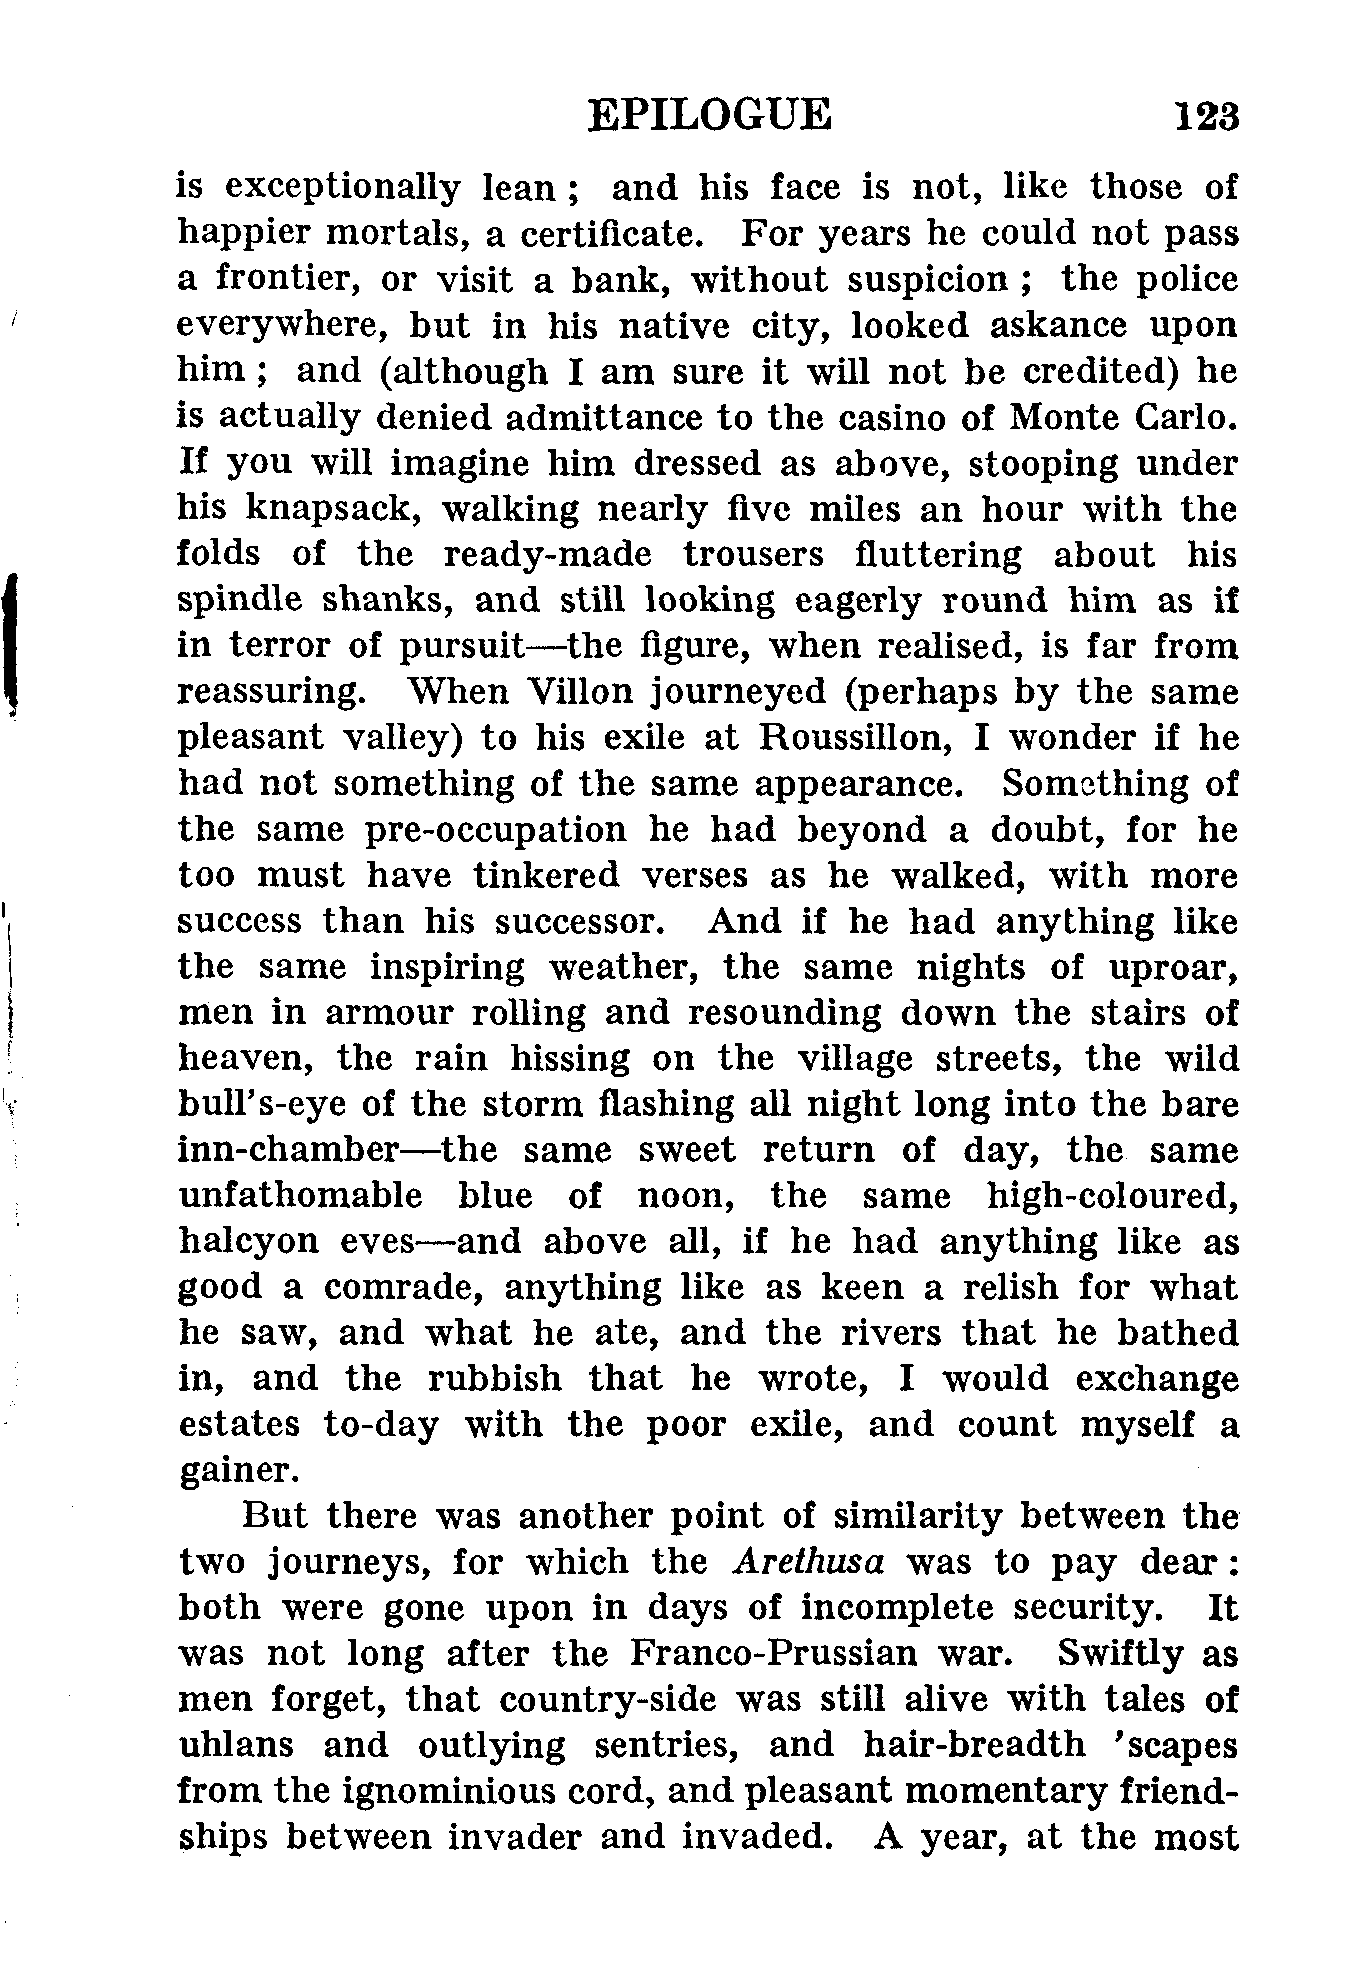 EPILOGUE 123
is exceptionally lean ; and his face is not, like those of
happier mortals, a certificate. For years he could not pass
a frontier, or visit a bank, without suspicion ; the police
everywhere, but in his native city, looked askance upon
him ; and (although I am sure it will not be credited) he
is actually denied admittance to the casino of Monte Carlo.
If you will imagine him dressed as above, stooping under
his knapsack, walking nearly five miles an hour with the
folds of the ready-made trousers fluttering about his
spindle shanks, and still looking eagerly round him as if
in terror of pursuit—the figure, when realised, is far from
reassuring. When Villon journeyed (perhaps by the same
pleasant valley) to his exile at Roussillon, I wonder if he
had not something of the same appearance. Something of
the same pre-occupation he had beyond a doubt, for he
too must have tinkered verses as he walked, with more
success than his successor. And if he had anything like
the same inspiring weather, the same nights of uproar,
men in armour rolling and resounding down the stairs of
heaven, the rain hissing on the village streets, the wild
bull's-eye of the storm flashing all night long into the bare
inn-chamber—the same sweet return of day, the same
unfathomable blue of noon, the same high-coloured,
halcyon eves—and above all, if he had anything like as
good a comrade, anything like as keen a relish for what
he saw, and what he ate, and the rivers that he bathed
in, and the rubbish that he wrote, I would exchange
estates to-day with the poor exile, and count myself a
gainer.
But there was another point of similarity between the
two journeys, for which the Arethusa was to pay dear :
both were gone upon in days of incomplete security. It
was not long after the Franco-Prussian war. Swiftly as
men forget, that country-side was still alive with tales of
uhlans and outlying sentries, and hair-breadth 'scapes
from the ignominious cord, and pleasant momentary friend-
ships between invader and invaded. A year, at the most